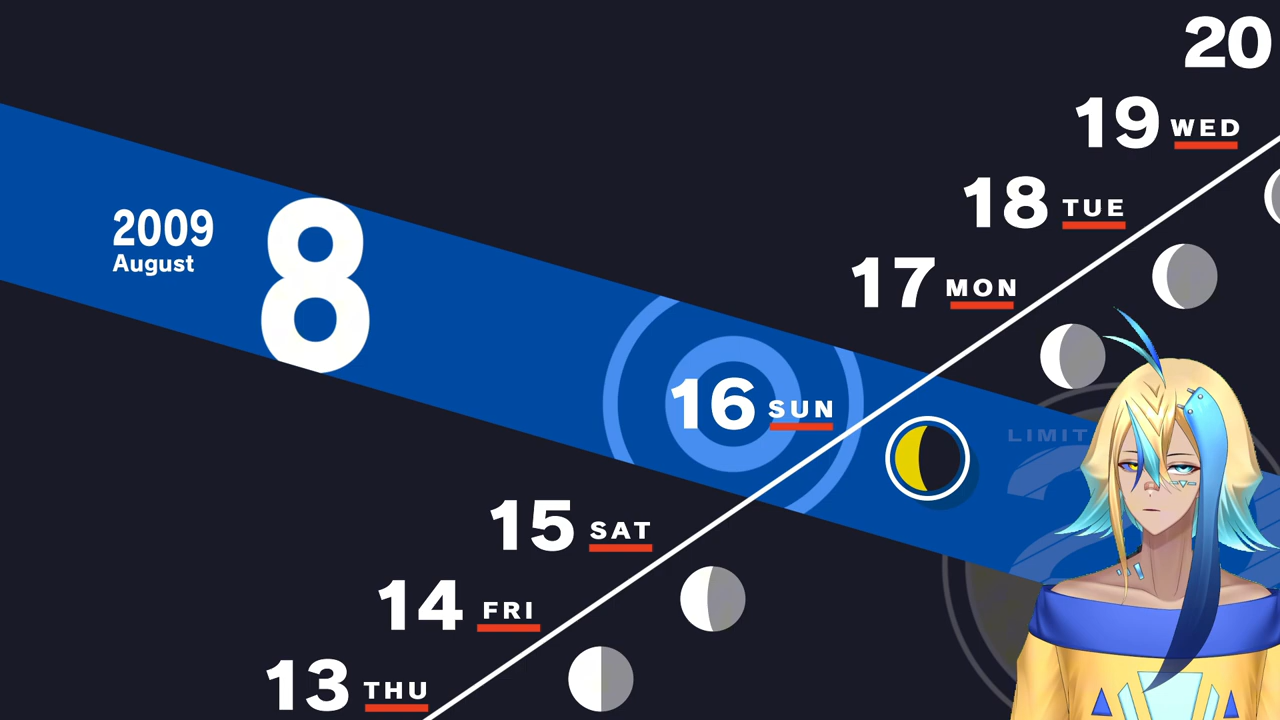 20
19 WED
18 TUE
17 MON
2009
August
8
16 SUN
LIMIT
2
15 SAT
14 FRI
13 THU